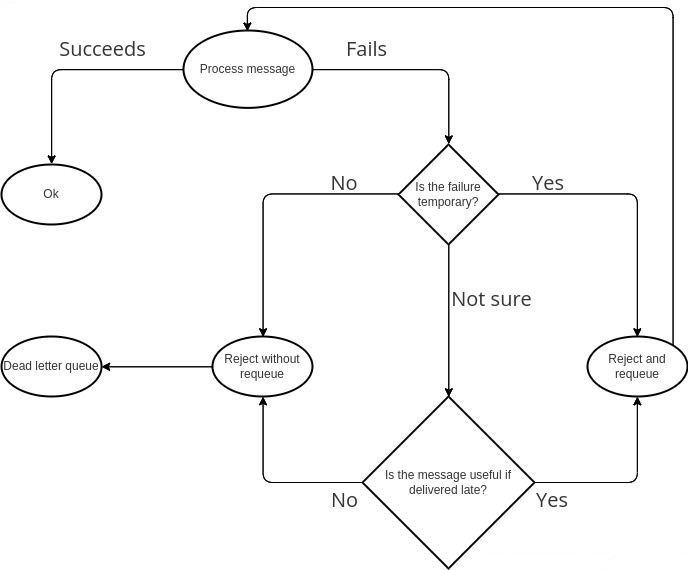 Succeeds
Fails
Process message
Ok
No
Is the failure
temporary?
Yes
Not sure
Dead letter queue
Reject without
requeue
Reject and
requeue
Is the message useful if
delivered late?
No
Yes